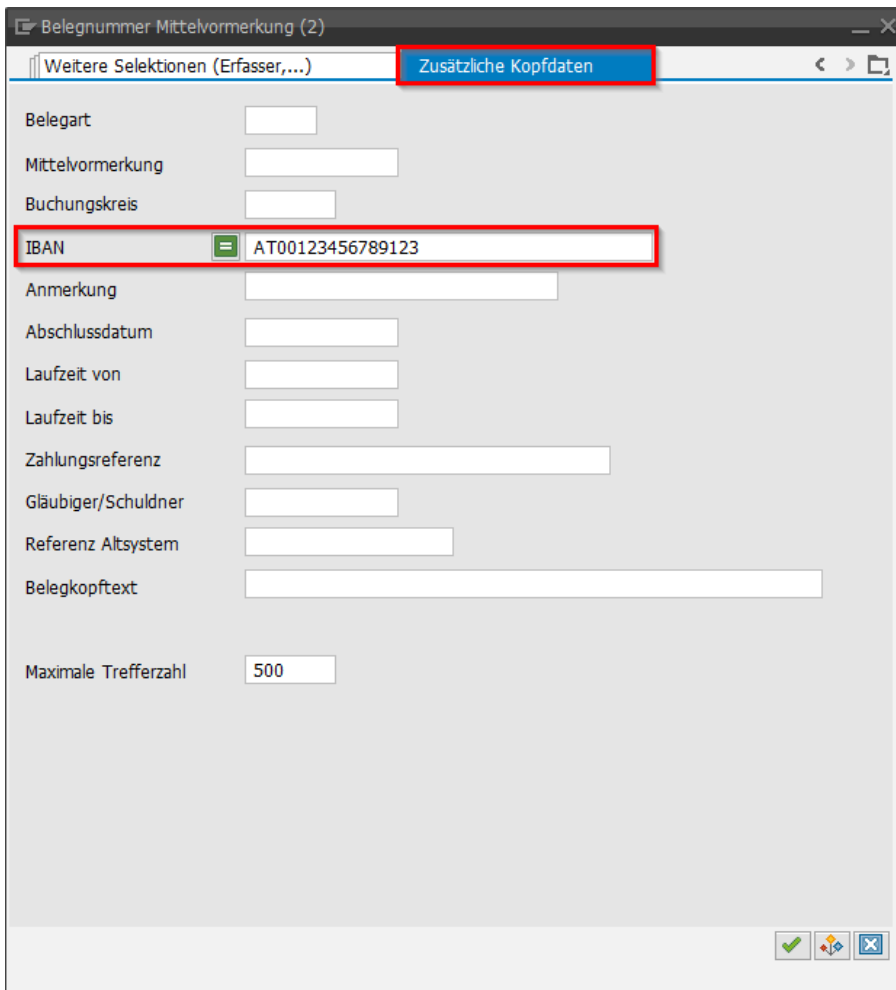 Belegnummer Mittelvormerkung (2)
Weitere Selektionen (Erfasser,...) Zusätzliche Kopfdaten
Belegart
Mittelvormerkung
Buchungskreis
IBAN = AT00123456789123
Anmerkung
Abschlussdatum
Laufzeit von
Laufzeit bis
Zahlungsreferenz
Gläubiger/Schuldner
Referenz Altsystem
Belegkopftext
Maximale Trefferzahl 500